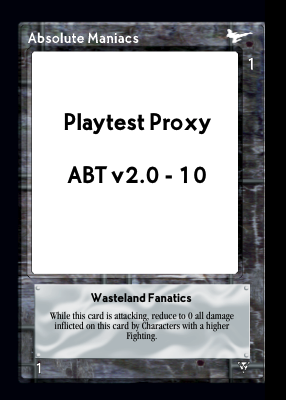 Absolute Maniacs
1
Playtest Proxy
ABT v2.0 - 10
Wasteland Fanatics
While this card is attacking, reduce to 0 all damage
inflicted on this card by Characters with a higher
Fighting.
1